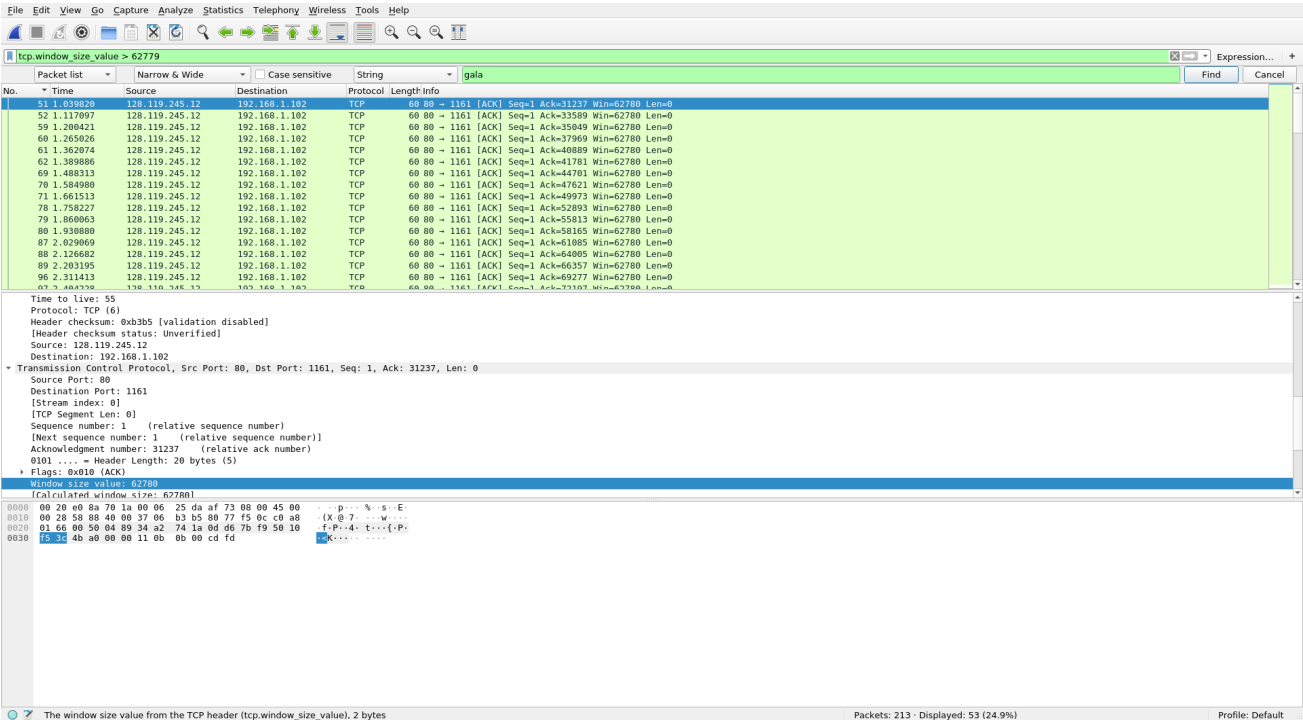 File Edit View Go Capture Analyze Statistics Telephony Wireless Tools Help
tcp.window_size_value > 62779 Expression… +
Packet list Narrow & Wide Case sensitive String gala Find Cancel
No. Time Source Destination Protocol Length Info
51 1.039820 128.119.245.12 192.168.1.102 TCP 60 80 → 1161 [ACK] Seq=1 Ack=31237 Win=62780 Len=0
52 1.117097 128.119.245.12 192.168.1.102 TCP 60 80 → 1161 [ACK] Seq=1 Ack=33589 Win=62780 Len=0
59 1.200421 128.119.245.12 192.168.1.102 TCP 60 80 → 1161 [ACK] Seq=1 Ack=35049 Win=62780 Len=0
60 1.265026 128.119.245.12 192.168.1.102 TCP 60 80 → 1161 [ACK] Seq=1 Ack=37969 Win=62780 Len=0
61 1.362074 128.119.245.12 192.168.1.102 TCP 60 80 → 1161 [ACK] Seq=1 Ack=40889 Win=62780 Len=0
62 1.389886 128.119.245.12 192.168.1.102 TCP 60 80 → 1161 [ACK] Seq=1 Ack=41781 Win=62780 Len=0
69 1.488313 128.119.245.12 192.168.1.102 TCP 60 80 → 1161 [ACK] Seq=1 Ack=44701 Win=62780 Len=0
70 1.584980 128.119.245.12 192.168.1.102 TCP 60 80 → 1161 [ACK] Seq=1 Ack=47621 Win=62780 Len=0
71 1.661513 128.119.245.12 192.168.1.102 TCP 60 80 → 1161 [ACK] Seq=1 Ack=49973 Win=62780 Len=0
78 1.758227 128.119.245.12 192.168.1.102 TCP 60 80 → 1161 [ACK] Seq=1 Ack=52893 Win=62780 Len=0
79 1.860063 128.119.245.12 192.168.1.102 TCP 60 80 → 1161 [ACK] Seq=1 Ack=55813 Win=62780 Len=0
80 1.930880 128.119.245.12 192.168.1.102 TCP 60 80 → 1161 [ACK] Seq=1 Ack=58165 Win=62780 Len=0
87 2.029069 128.119.245.12 192.168.1.102 TCP 60 80 → 1161 [ACK] Seq=1 Ack=61085 Win=62780 Len=0
88 2.126682 128.119.245.12 192.168.1.102 TCP 60 80 → 1161 [ACK] Seq=1 Ack=64005 Win=62780 Len=0
89 2.203195 128.119.245.12 192.168.1.102 TCP 60 80 → 1161 [ACK] Seq=1 Ack=66357 Win=62780 Len=0
96 2.311413 128.119.245.12 192.168.1.102 TCP 60 80 → 1161 [ACK] Seq=1 Ack=69277 Win=62780 Len=0
97 2.404228 128.119.245.12 192.168.1.102 TCP 60 80 → 1161 [ACK] Seq=1 Ack=72197 Win=62780 Len=0
Time to live: 55
Protocol: TCP (6)
Header checksum: 0xb3b5 [validation disabled]
[Header checksum status: Unverified]
Source: 128.119.245.12
Destination: 192.168.1.102
Transmission Control Protocol, Src Port: 80, Dst Port: 1161, Seq: 1, Ack: 31237, Len: 0
Source Port: 80
Destination Port: 1161
[Stream index: 0]
[TCP Segment Len: 0]
Sequence number: 1 (relative sequence number)
[Next sequence number: 1 (relative sequence number)]
Acknowledgment number: 31237 (relative ack number)
0101 .... = Header Length: 20 bytes (5)
Flags: 0x010 (ACK)
Window size value: 62780
[Calculated window size: 62780]
0000 00 20 e0 8a 70 1a 00 06 25 da af 73 08 00 45 00 · ··p··· %··s··E·
0010 00 28 58 88 40 00 37 06 b3 b5 80 77 f5 0c c0 a8 ·(X·@·7· ···w····
0020 01 66 00 50 04 89 34 a2 74 1a 0d d6 7b f9 50 10 ·f·P··4· t···{·P·
0030 f5 3c 4b a0 00 00 11 0b 0b 00 cd fd ·<K····· ····
The window size value from the TCP header (tcp.window_size_value), 2 bytes Packets: 213 · Displayed: 53 (24.9%) Profile: Default